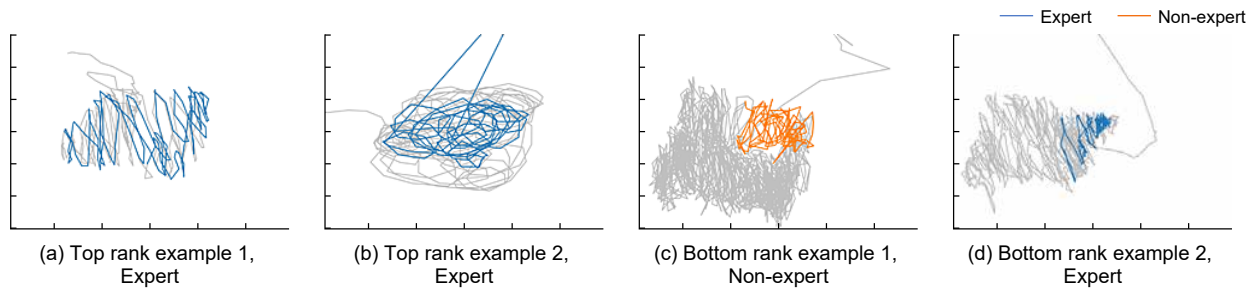 Expert
Non-expert
(a) Top rank example 1,
Expert
(b) Top rank example 2,
Expert
(c) Bottom rank example 1,
Non-expert
(d) Bottom rank example 2,
Expert